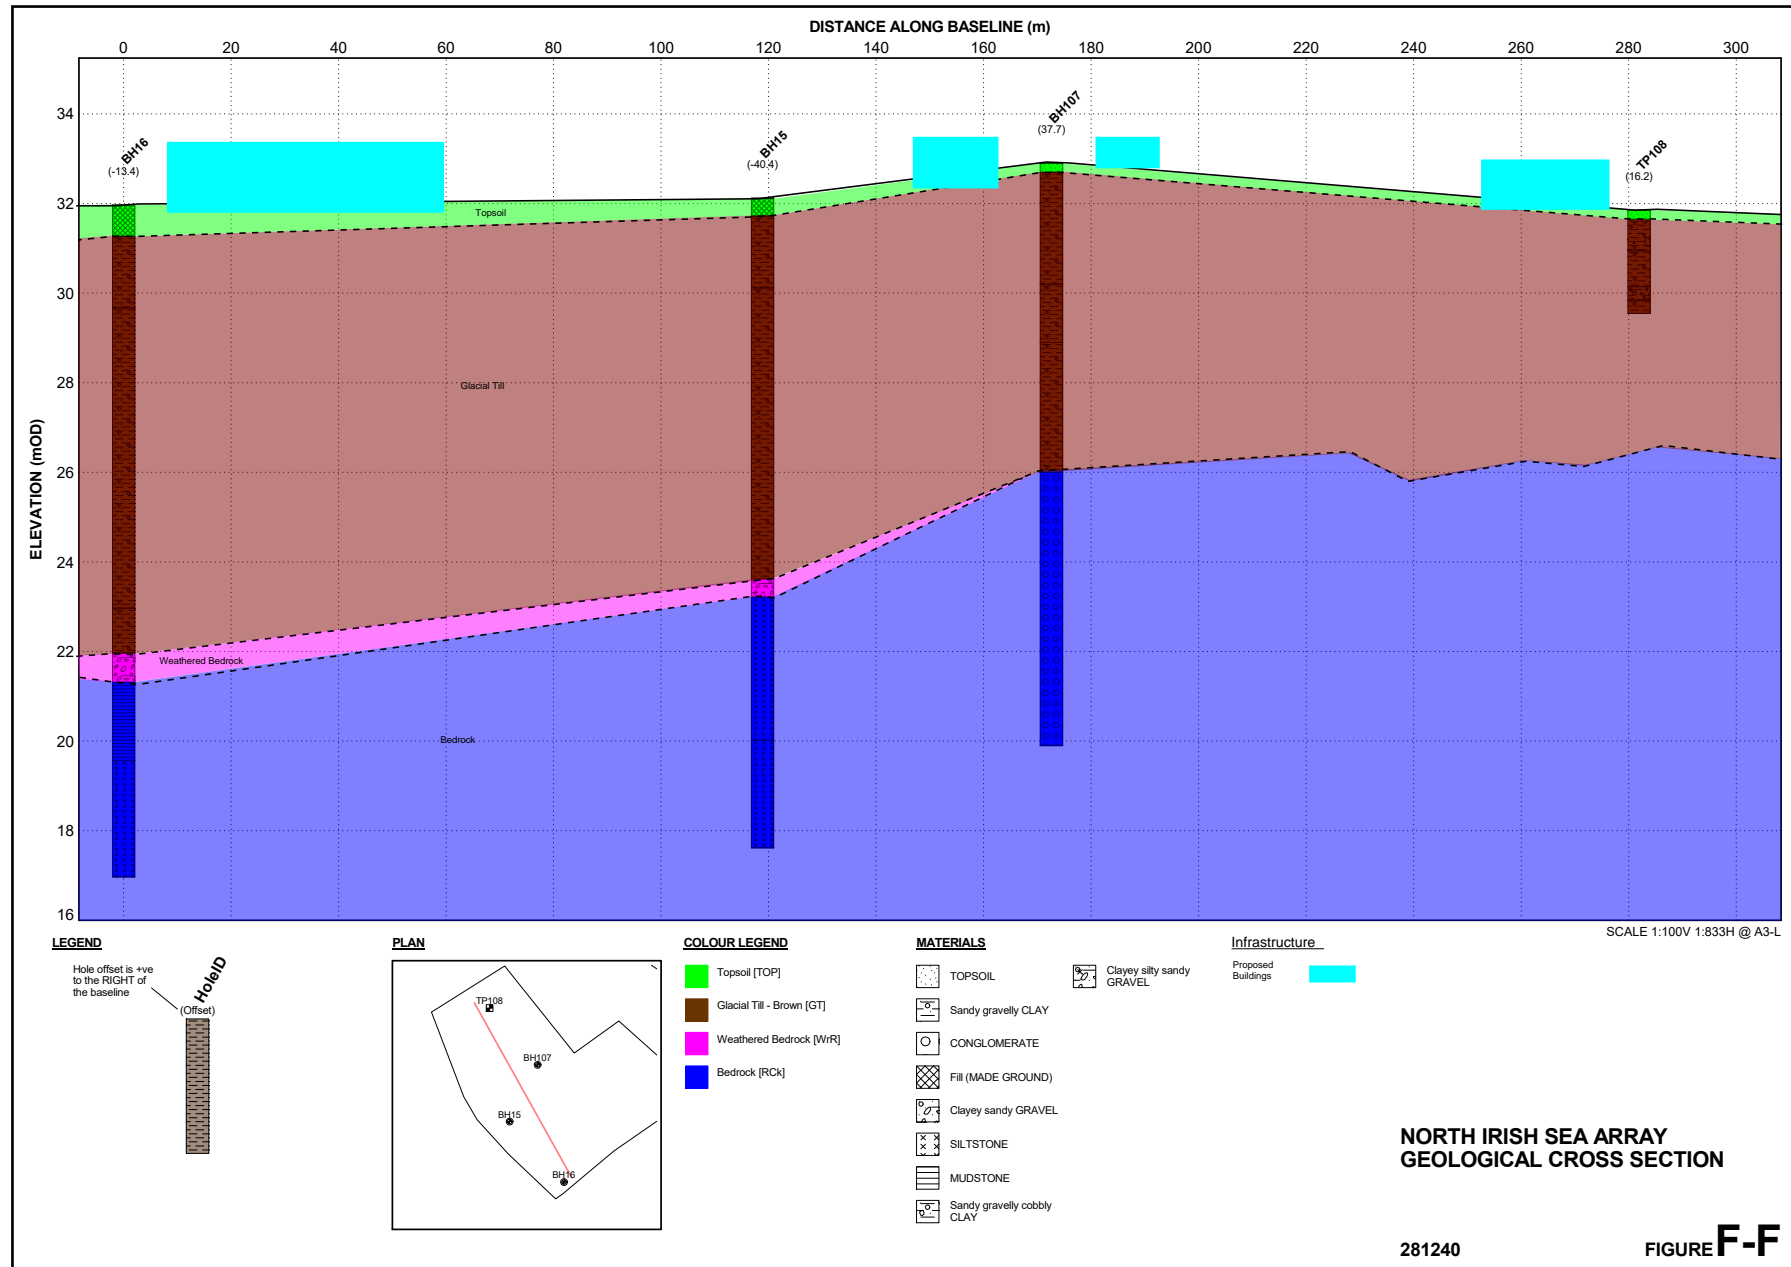 DISTANCE ALONG BASELINE (m)
0 20 40 60 80 100 120 140 160 180 200 220 240 260 280 300
ELEVATION (mOD)
34
32
30
28
26
24
22
20
18
16
BH16
(-13.4)
BH15
(-40.4)
BH107
(37.7)
TP108
(16.2)
Topsoil
Glacial Till
Weathered Bedrock
Bedrock
SCALE 1:100V 1:833H @ A3-L
LEGEND
Hole offset is +ve
to the RIGHT of
the baseline
HoleID
(Offset)
PLAN
TP108
BH107
BH15
BH16
COLOUR LEGEND
Topsoil [TOP]
Glacial Till - Brown [GT]
Weathered Bedrock [WrR]
Bedrock [RCk]
MATERIALS
TOPSOIL
Sandy gravelly CLAY
CONGLOMERATE
Fill (MADE GROUND)
Clayey sandy GRAVEL
SILTSTONE
MUDSTONE
Sandy gravelly cobbly
CLAY
Clayey silty sandy
GRAVEL
Infrastructure
Proposed
Buildings
NORTH IRISH SEA ARRAY
GEOLOGICAL CROSS SECTION
281240
FIGURE F-F